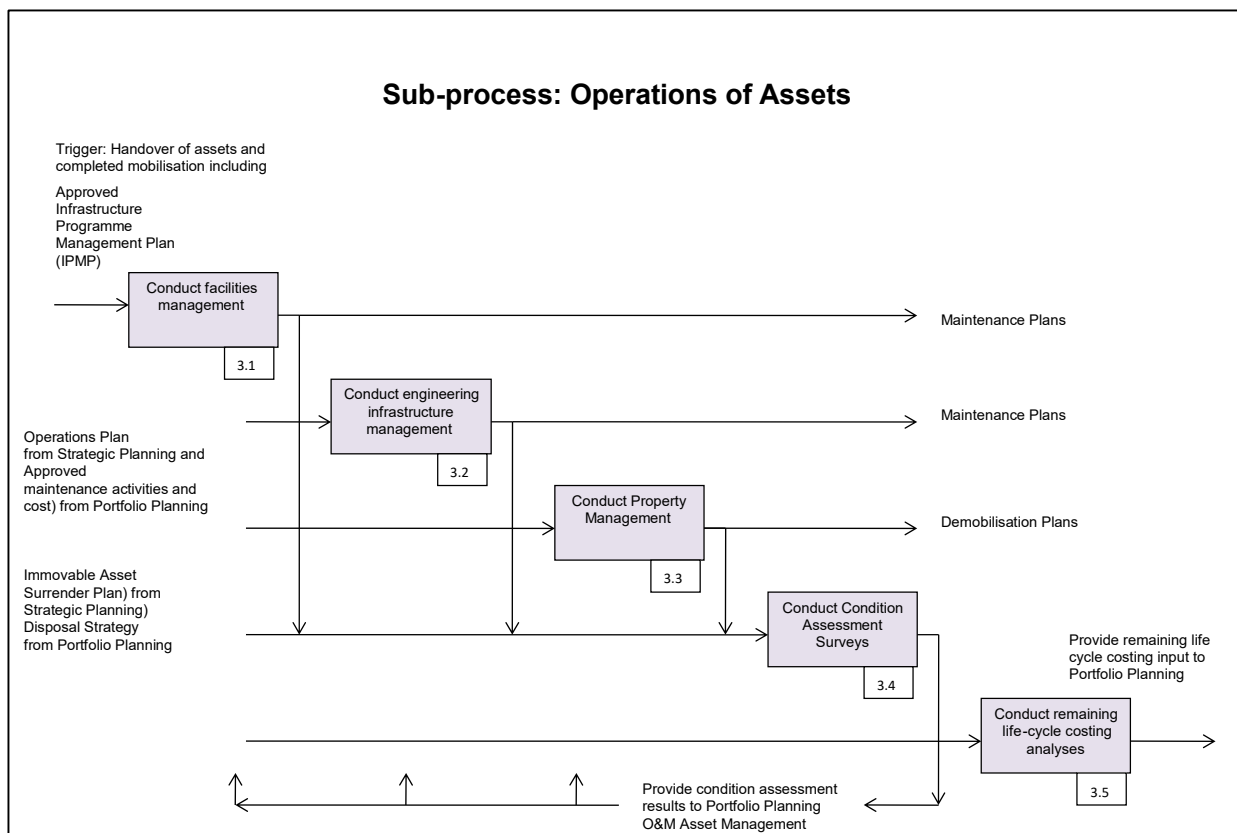 Sub-process: Operations of Assets
Trigger: Handover of assets and
completed mobilisation including
Approved
Infrastructure
Programme
Management Plan
(IPMP)
Conduct facilities
management
3.1
Maintenance Plans
Conduct engineering
infrastructure
management
3.2
Maintenance Plans
Operations Plan
from Strategic Planning and
Approved
maintenance activities and
cost) from Portfolio Planning
Conduct Property
Management
3.3
Demobilisation Plans
Immovable Asset
Surrender Plan) from
Strategic Planning)
Disposal Strategy
from Portfolio Planning
Conduct Condition
Assessment
Surveys
3.4
Provide remaining life
cycle costing input to
Portfolio Planning
Conduct remaining
life-cycle costing
analyses
3.5
Provide condition assessment
results to Portfolio Planning
O&M Asset Management